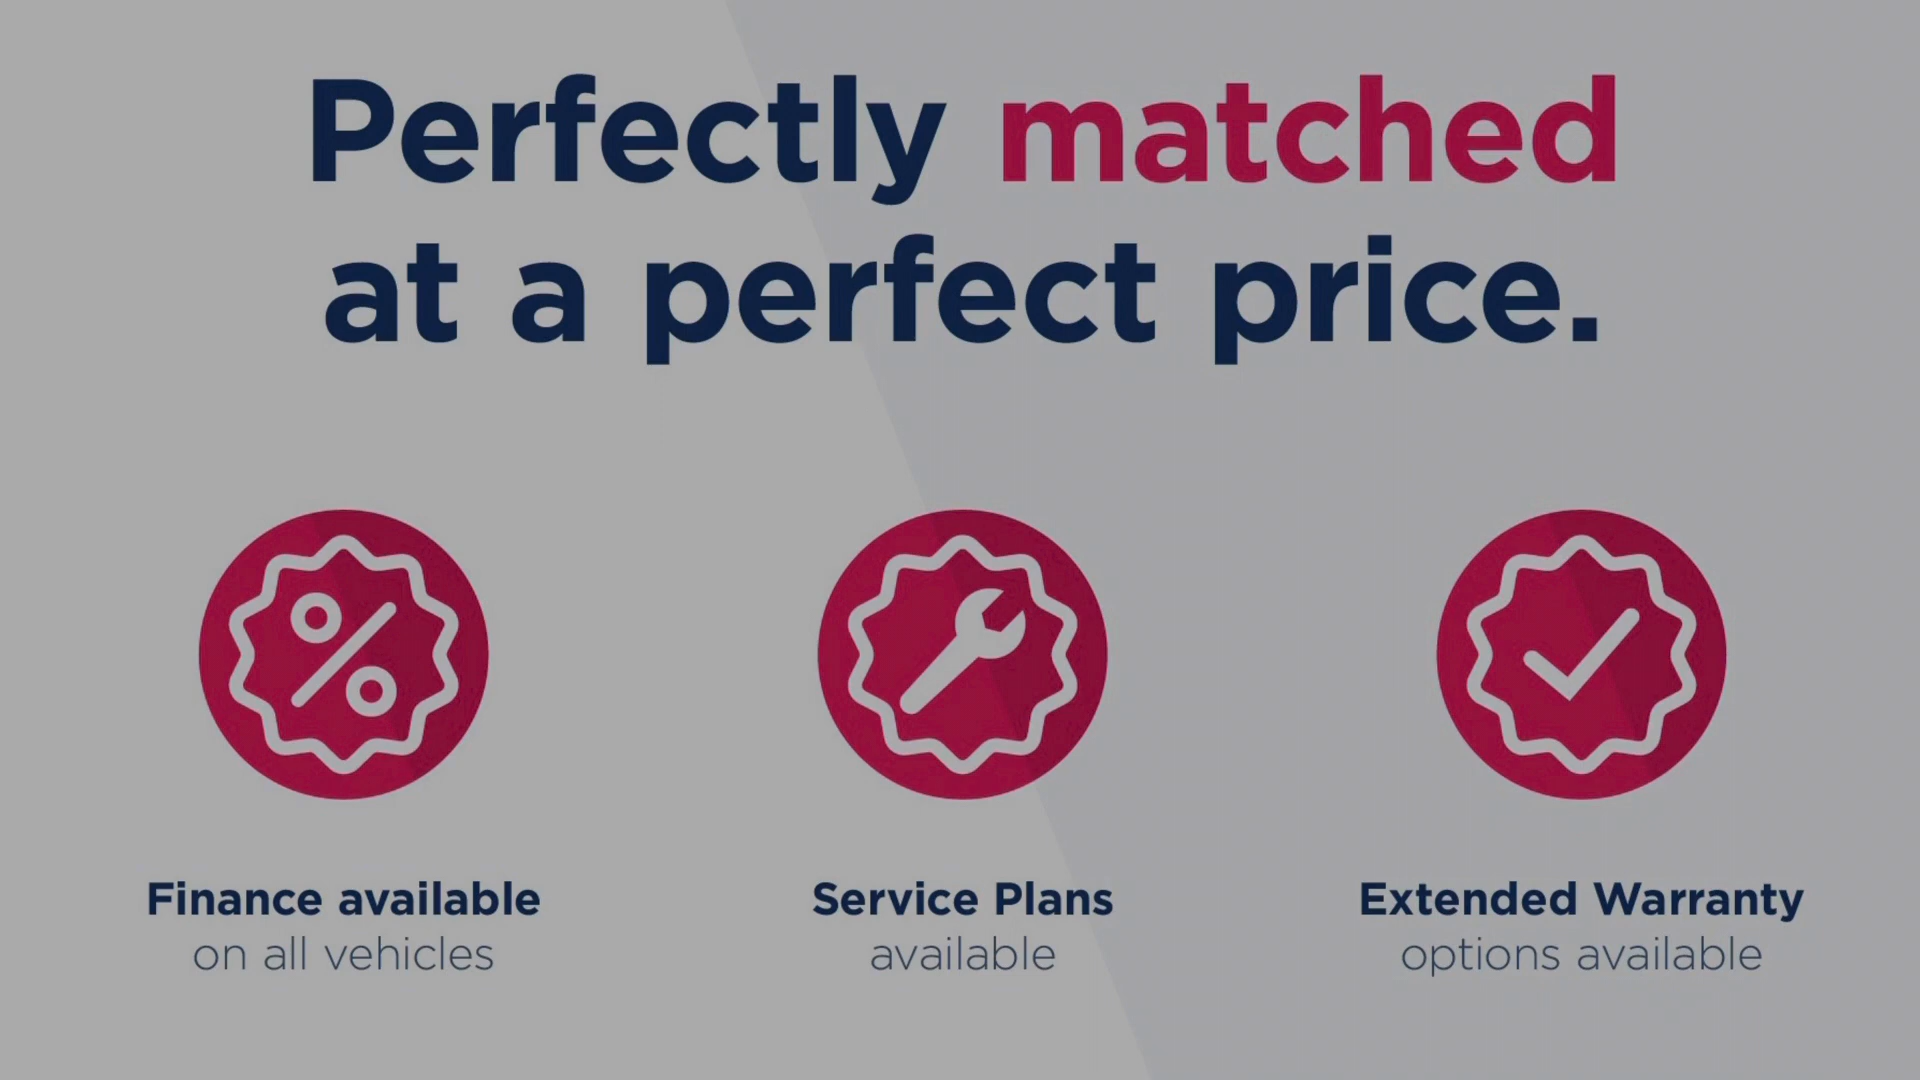 Perfectly matched
at a perfect price.
Finance available
on all vehicles
Service Plans
available
Extended Warranty
options available